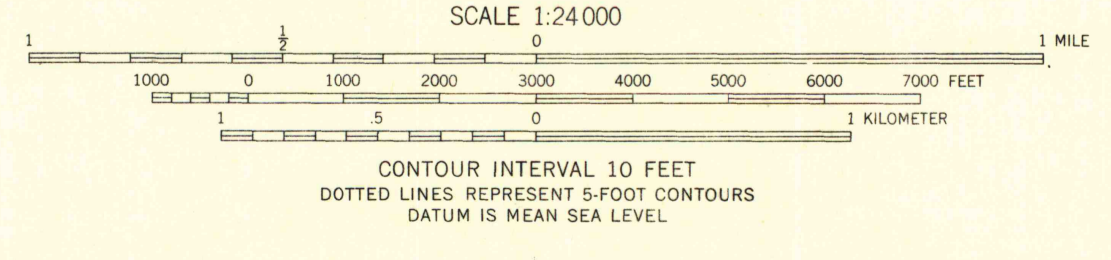 SCALE 1:24 000
1 1/2 0 1 MILE
1000 0 1000 2000 3000 4000 5000 6000 7000 FEET
1 .5 0 1 KILOMETER
CONTOUR INTERVAL 10 FEET
DOTTED LINES REPRESENT 5-FOOT CONTOURS
DATUM IS MEAN SEA LEVEL